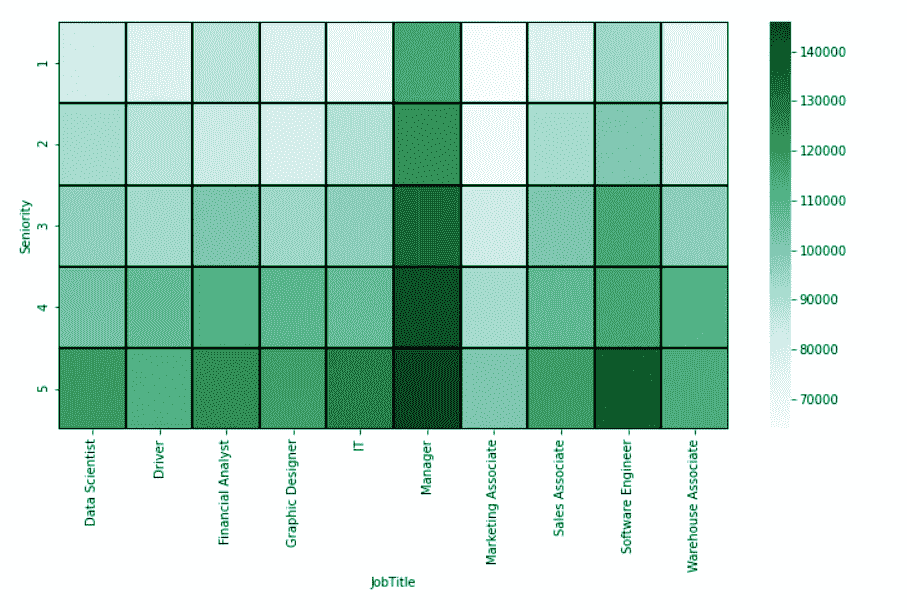 Seniority
1
2
3
4
5
Data Scientist
Driver
Financial Analyst
Graphic Designer
IT
Manager
Marketing Associate
Sales Associate
Software Engineer
Warehouse Associate
JobTitle
140000
130000
120000
110000
100000
90000
80000
70000